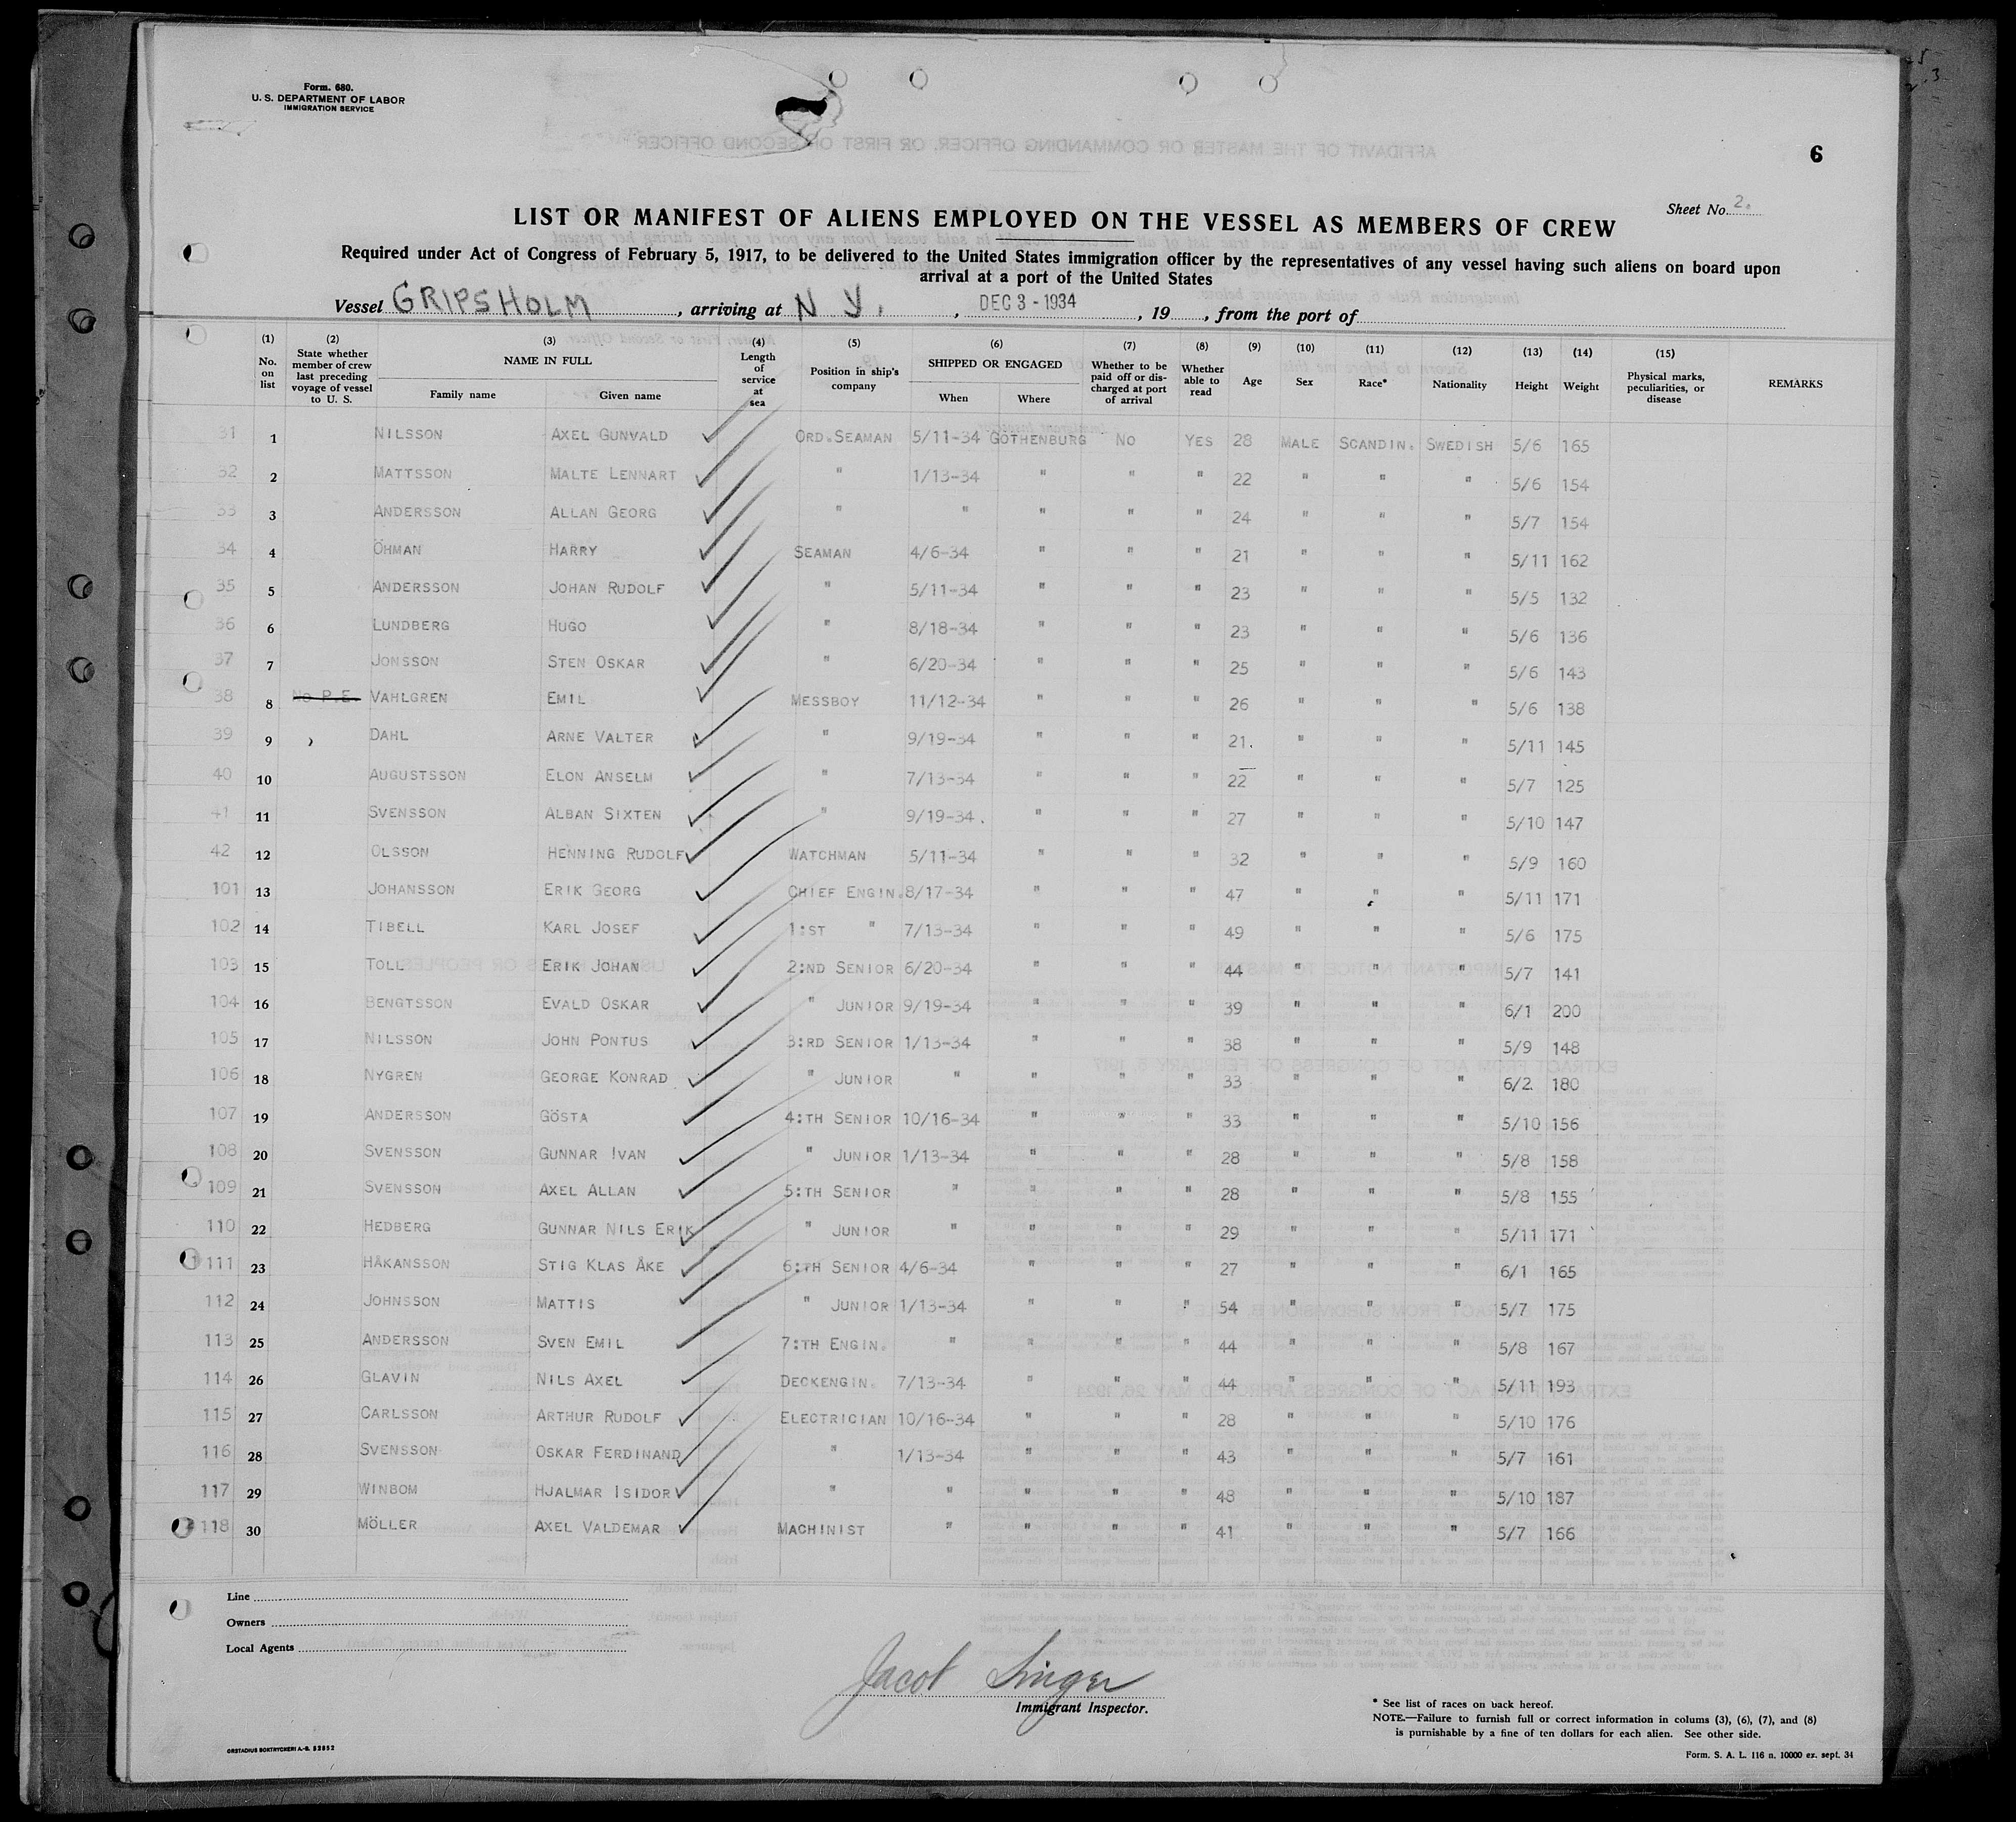 Form. 680.
U. S. DEPARTMENT OF LABOR
IMMIGRATION SERVICE
6
Sheet No. 2.
LIST OR MANIFEST OF ALIENS EMPLOYED ON THE VESSEL AS MEMBERS OF CREW
Required under Act of Congress of February 5, 1917, to be delivered to the United States immigration officer by the representatives of any vessel having such aliens on board upon
arrival at a port of the United States
Vessel GRIPSHOLM, arriving at N Y., DEC 3 - 1934, 19, from the port of
(1) No. on list (2) State whether member of crew last preceding voyage of vessel to U. S. (3) NAME IN FULL Family name Given name (4) Length of service at sea (5) Position in ship's company (6) SHIPPED OR ENGAGED When Where (7) Whether to be paid off or discharged at port of arrival (8) Whether able to read (9) Age (10) Sex (11) Race* (12) Nationality (13) Height (14) Weight (15) Physical marks, peculiarities, or disease REMARKS
31 1 NILSSON AXEL GUNVALD ORD.SEAMAN 5/11-34 GOTHENBURG NO YES 28 MALE SCANDIN. SWEDISH 5/6 165
32 2 MATTSSON MALTE LENNART " 1/13-34 " " " 22 " " " 5/6 154
33 3 ANDERSSON ALLAN GEORG " " " " " 24 " " " 5/7 154
34 4 ÖHMAN HARRY SEAMAN 4/6-34 " " " 21 " " " 5/11 162
35 5 ANDERSSON JOHAN RUDOLF " 5/11-34 " " " 23 " " " 5/5 132
36 6 LUNDBERG HUGO " 8/18-34 " " " 23 " " " 5/6 136
37 7 JONSSON STEN OSKAR " 6/20-34 " " " 25 " " " 5/6 143
38 8 No P.E. VAHLGREN EMIL MESSBOY 11/12-34 " " " 26 " " " 5/6 138
39 9 DAHL ARNE VALTER " 9/19-34 " " " 21. " " " 5/11 145
40 10 AUGUSTSSON ELON ANSELM " 7/13-34 " " " 22 " " " 5/7 125
41 11 SVENSSON ALBAN SIXTEN " 9/19-34. " " " 27 " " " 5/10 147
42 12 OLSSON HENNING RUDOLF WATCHMAN 5/11-34 " " " 32 " " " 5/9 160
101 13 JOHANSSON ERIK GEORG CHIEF ENGIN. 8/17-34 " " " 47 " " " 5/11 171
102 14 TIBELL KARL JOSEF 1:ST " 7/13-34 " " " 49 " " " 5/6 175
103 15 TOLL ERIK JOHAN 2:ND SENIOR 6/20-34 " " " 44 " " " 5/7 141
104 16 BENGTSSON EVALD OSKAR " JUNIOR 9/19-34 " " " 39 " " " 6/1 200
105 17 NILSSON JOHN PONTUS 3:RD SENIOR 1/13-34 " " " 38 " " " 5/9 148
106 18 NYGREN GEORGE KONRAD " JUNIOR " " " " 33 " " " 6/2. 180
107 19 ANDERSSON GÖSTA 4:TH SENIOR 10/16-34 " " " 33 " " " 5/10 156
108 20 SVENSSON GUNNAR IVAN " JUNIOR 1/13-34 " " " 28 " " " 5/8 158
109 21 SVENSSON AXEL ALLAN 5:TH SENIOR " " " " 28 " " " 5/8 155
110 22 HEDBERG GUNNAR NILS ERIK " JUNIOR " " " " 29 " " " 5/11 171
111 23 HÅKANSSON STIG KLAS ÅKE 6:TH SENIOR 4/6-34 " " " 27 " " " 6/1 165
112 24 JOHNSSON MATTIS " JUNIOR 1/13-34 " " " 54 " " " 5/7 175
113 25 ANDERSSON SVEN EMIL 7:TH ENGIN. " " " " 44 " " " 5/8 167
114 26 GLAVIN NILS AXEL DECKENGIN. 7/13-34 " " " 44 " " " 5/11 193
115 27 CARLSSON ARTHUR RUDOLF ELECTRICIAN 10/16-34 " " " 28 " " " 5/10 176
116 28 SVENSSON OSKAR FERDINAND " 1/13-34 " " " 43 " " " 5/7 161
117 29 WINBOM HJALMAR ISIDOR " " " " " 48 " " " 5/10 187
118 30 MÖLLER AXEL VALDEMAR MACHINIST " " " " 41 " " " 5/7 166
Line
Owners
Local Agents
Jacob Singer
Immigrant Inspector.
* See list of races on back hereof.
NOTE.—Failure to furnish full or correct information in colums (3), (6), (7), and (8)
is purnishable by a fine of ten dollars for each alien. See other side.
ORSTADIUS BOKTRYCKERI A.-B. 52852
Form. S. A. L. 116 n. 10000 ex. sept. 34